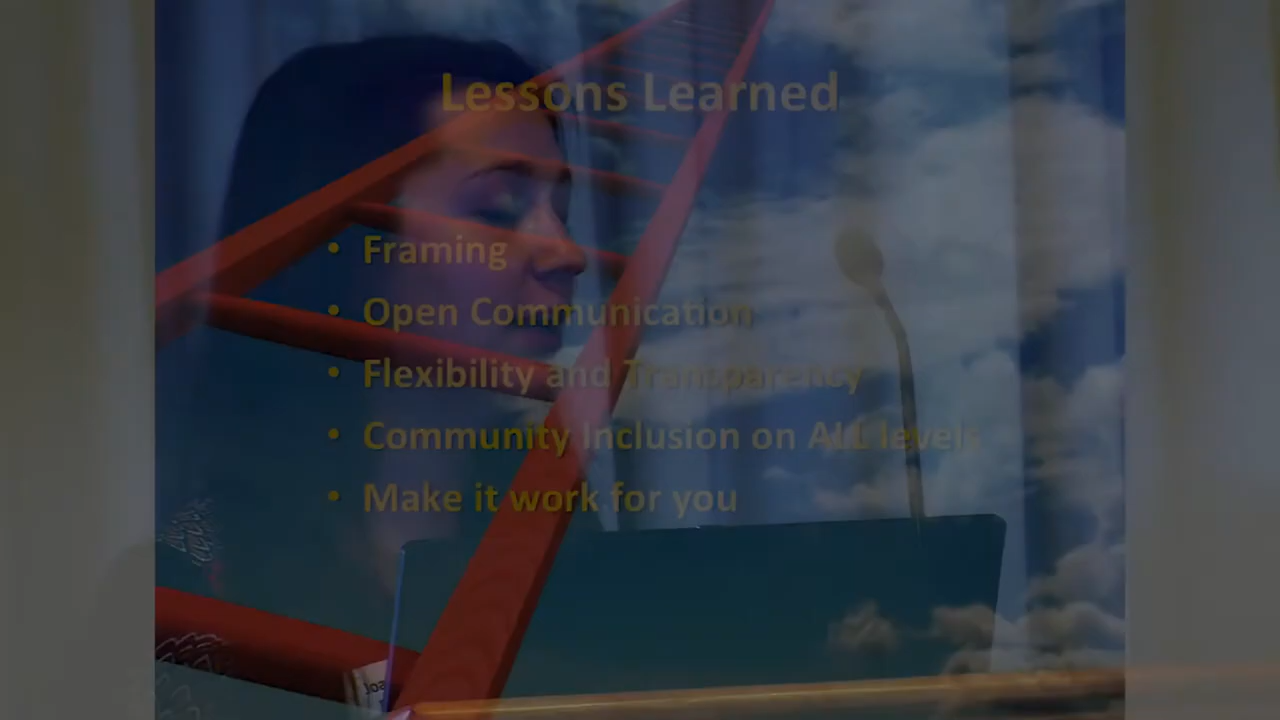 Lessons Learned
• Framing
• Open Communication
• Flexibility and Transparency
• Community Inclusion on ALL levels
• Make it work for you